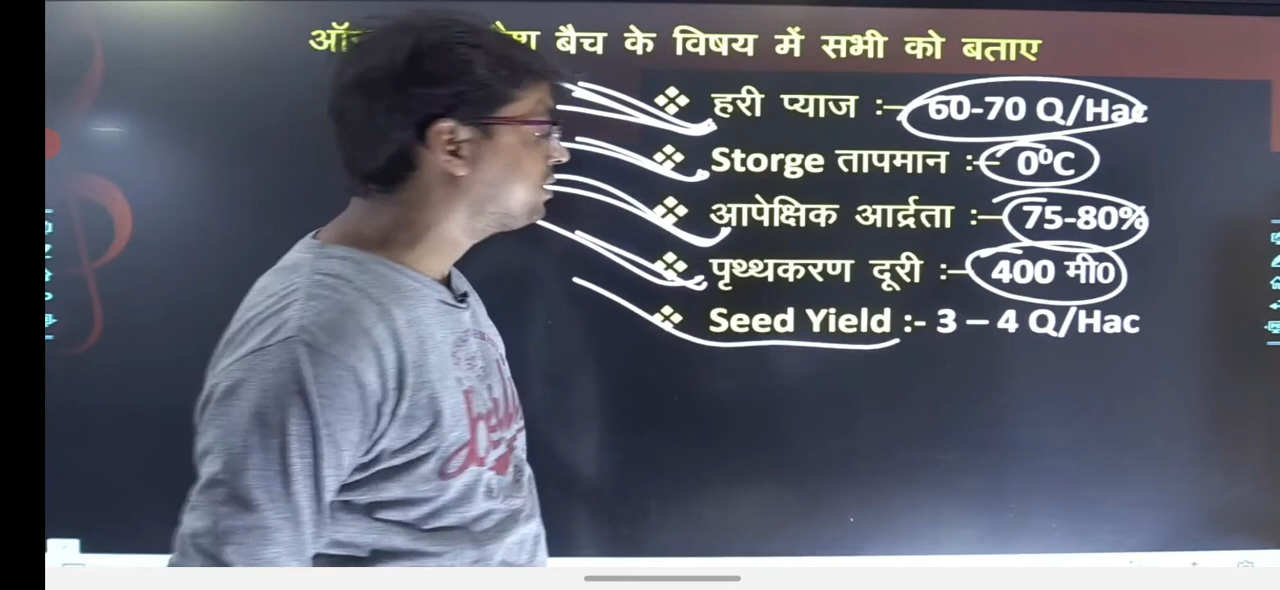 बैच के विषय में सभी को बताए
❖ हरी प्याज :– 60-70 Q/Hac
❖ Storge तापमान :– 0⁰C
❖ आपेक्षिक आर्द्रता :– 75-80%
❖ पृथ्थकरण दूरी :– 400 मी0
❖ Seed Yield :- 3 – 4 Q/Hac